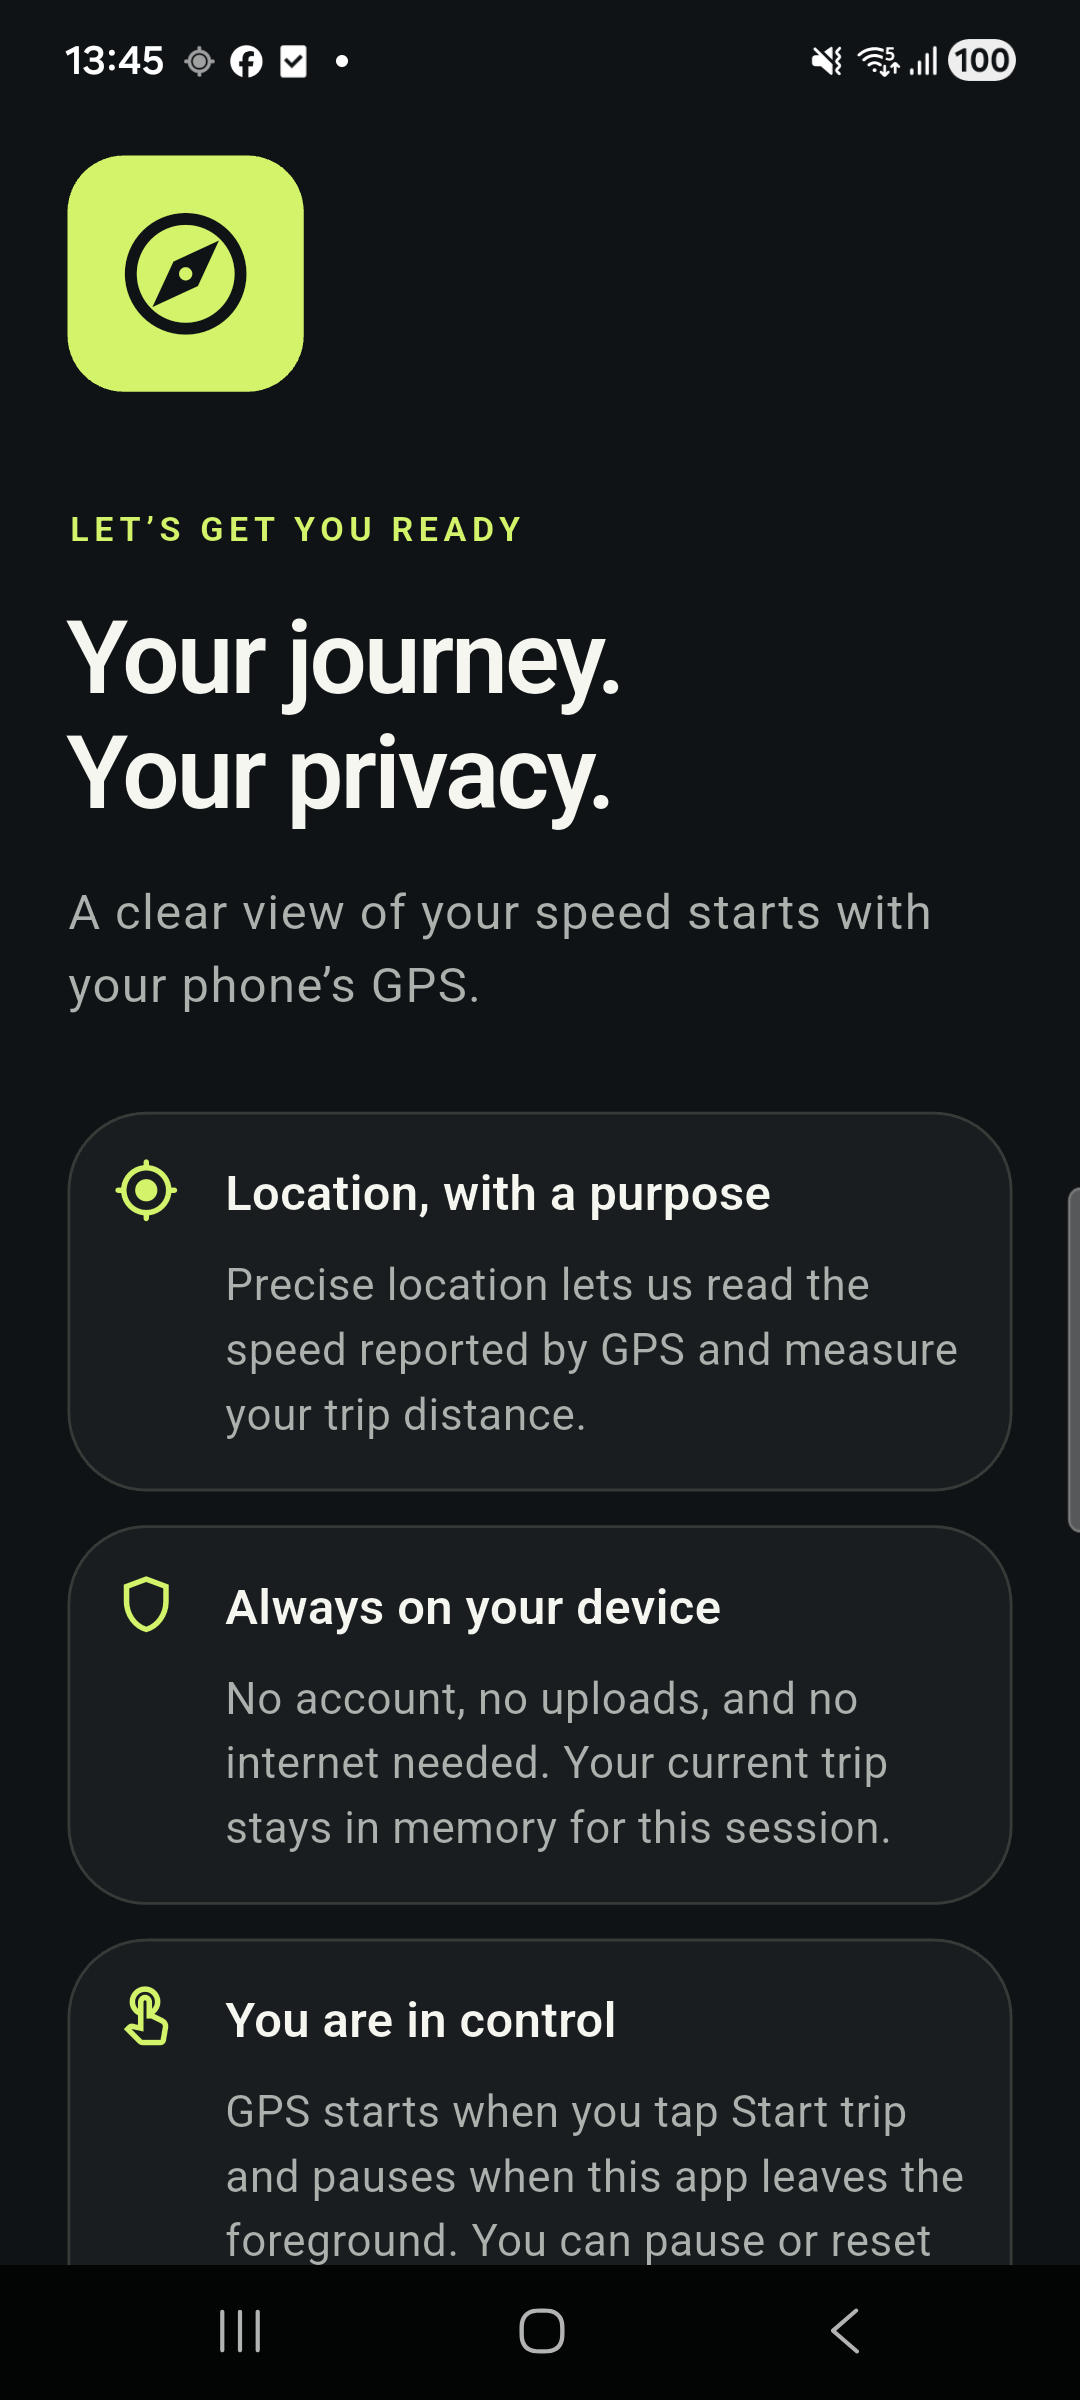 13:45
5
100
LET’S GET YOU READY
Your journey.
Your privacy.
A clear view of your speed starts with
your phone’s GPS.
Location, with a purpose
Precise location lets us read the
speed reported by GPS and measure
your trip distance.
Always on your device
No account, no uploads, and no
internet needed. Your current trip
stays in memory for this session.
You are in control
GPS starts when you tap Start trip
and pauses when this app leaves the
foreground. You can pause or reset